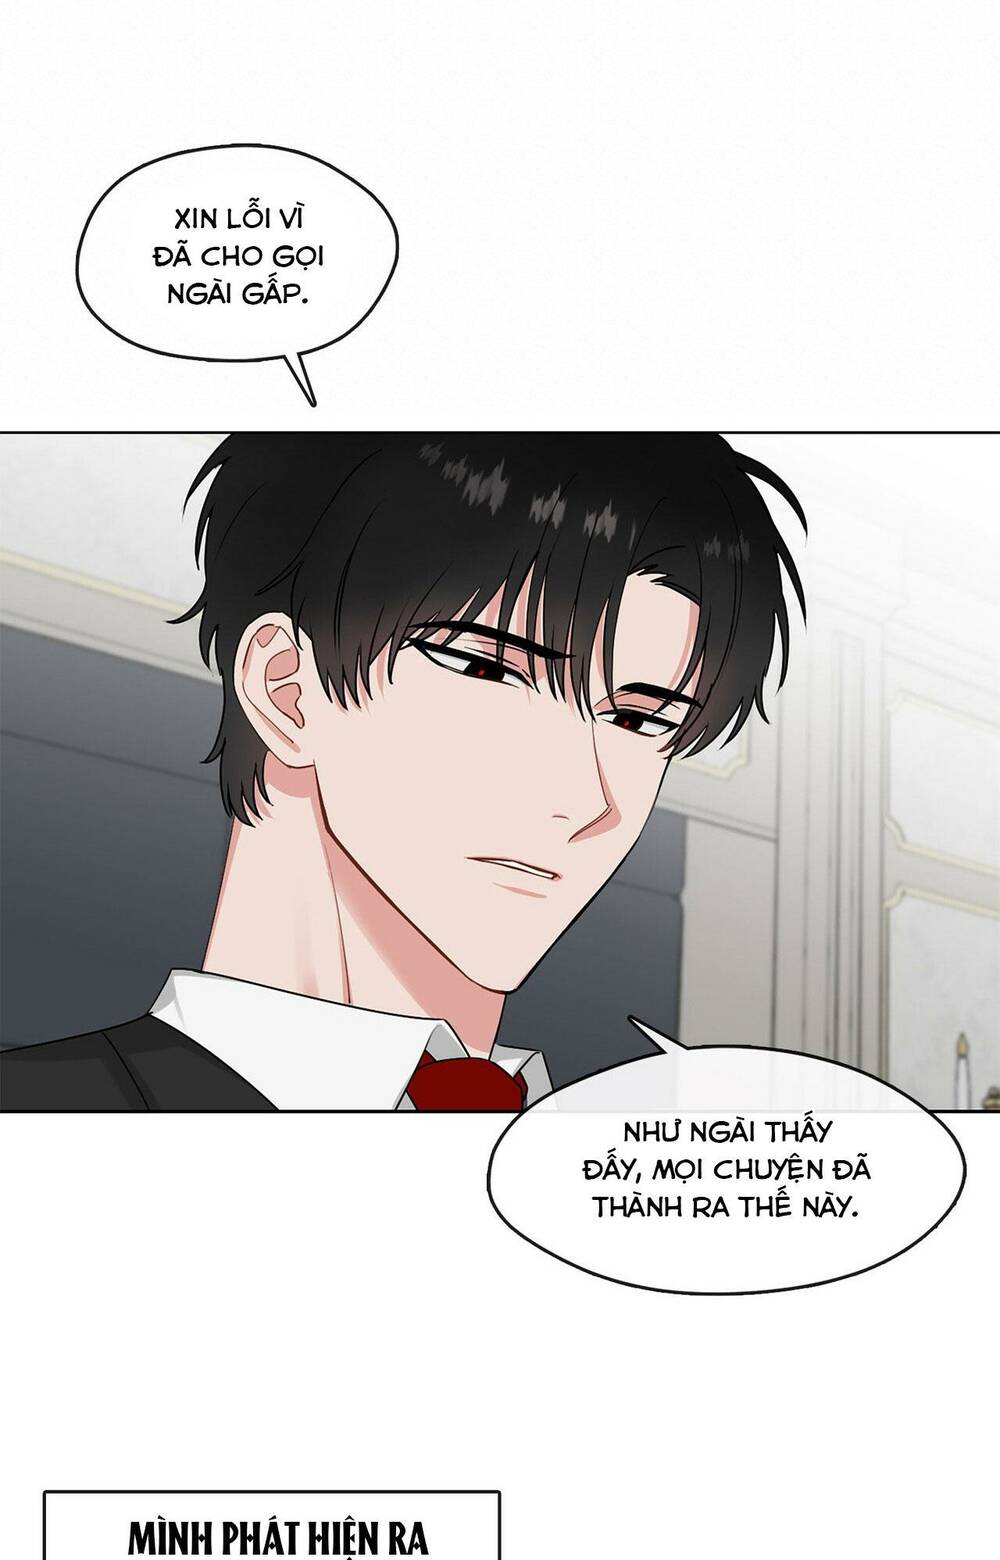 XIN LỖI VÌ
ĐÃ CHO GỌI
NGÀI GẤP.
NHƯ NGÀI THẤY
ĐẤY, MỌI CHUYỆN ĐÃ
THÀNH RA THẾ NÀY.
MÌNH PHÁT HIỆN RA